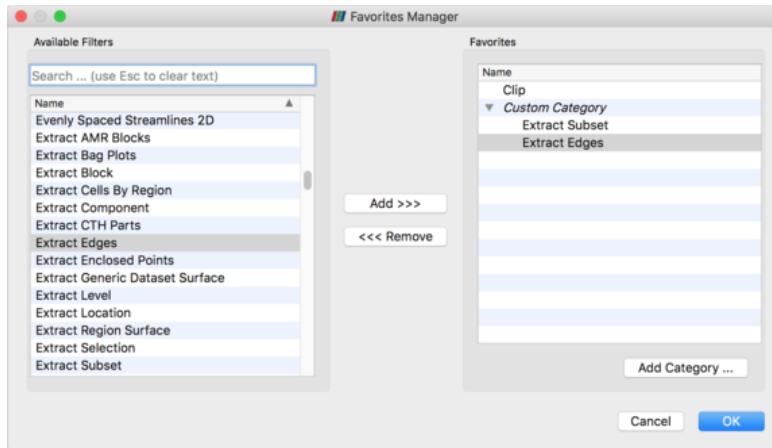 Favorites Manager
Available Filters
Search ... (use Esc to clear text)
Name
Evenly Spaced Streamlines 2D
Extract AMR Blocks
Extract Bag Plots
Extract Block
Extract Cells By Region
Extract Component
Extract CTH Parts
Extract Edges
Extract Enclosed Points
Extract Generic Dataset Surface
Extract Level
Extract Location
Extract Region Surface
Extract Selection
Extract Subset
Add >>>
<<< Remove
Favorites
Name
Clip
Custom Category
Extract Subset
Extract Edges
Add Category ...
Cancel
OK